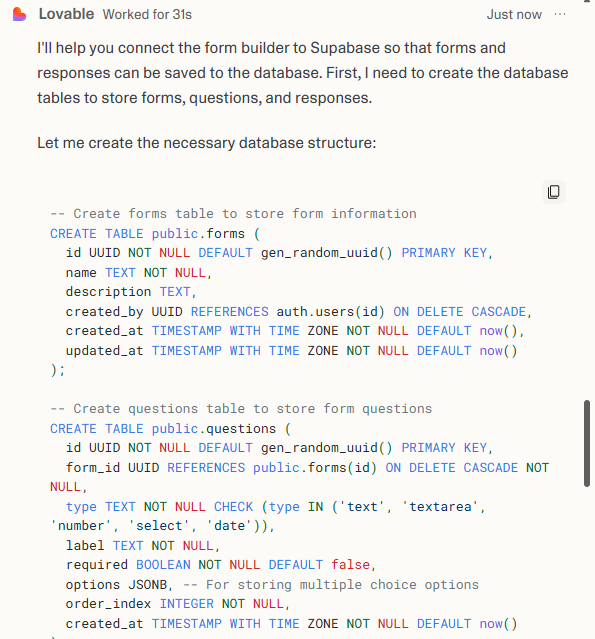 Lovable Worked for 31s Just now ...
I'll help you connect the form builder to Supabase so that forms and
responses can be saved to the database. First, I need to create the database
tables to store forms, questions, and responses.
Let me create the necessary database structure:
-- Create forms table to store form information
CREATE TABLE public.forms (
id UUID NOT NULL DEFAULT gen_random_uuid() PRIMARY KEY,
name TEXT NOT NULL,
description TEXT,
created_by UUID REFERENCES auth.users(id) ON DELETE CASCADE,
created_at TIMESTAMP WITH TIME ZONE NOT NULL DEFAULT now(),
updated_at TIMESTAMP WITH TIME ZONE NOT NULL DEFAULT now()
);
-- Create questions table to store form questions
CREATE TABLE public.questions (
id UUID NOT NULL DEFAULT gen_random_uuid() PRIMARY KEY,
form_id UUID REFERENCES public.forms(id) ON DELETE CASCADE NOT
NULL,
type TEXT NOT NULL CHECK (type IN ('text', 'textarea',
'number', 'select', 'date')),
label TEXT NOT NULL,
required BOOLEAN NOT NULL DEFAULT false,
options JSONB, -- For storing multiple choice options
order_index INTEGER NOT NULL,
created_at TIMESTAMP WITH TIME ZONE NOT NULL DEFAULT now()